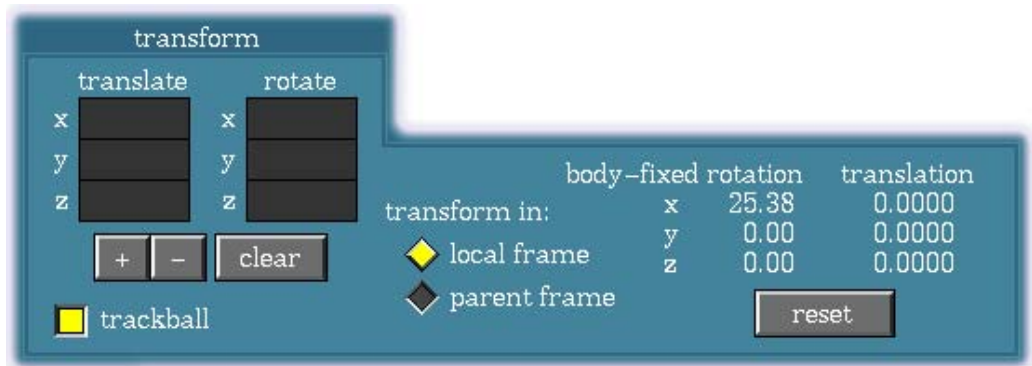 transform
translate rotate
x x
y y
z z
+ - clear
trackball
transform in:
local frame
parent frame
body-fixed rotation translation
x 25.38 0.0000
y 0.00 0.0000
z 0.00 0.0000
reset